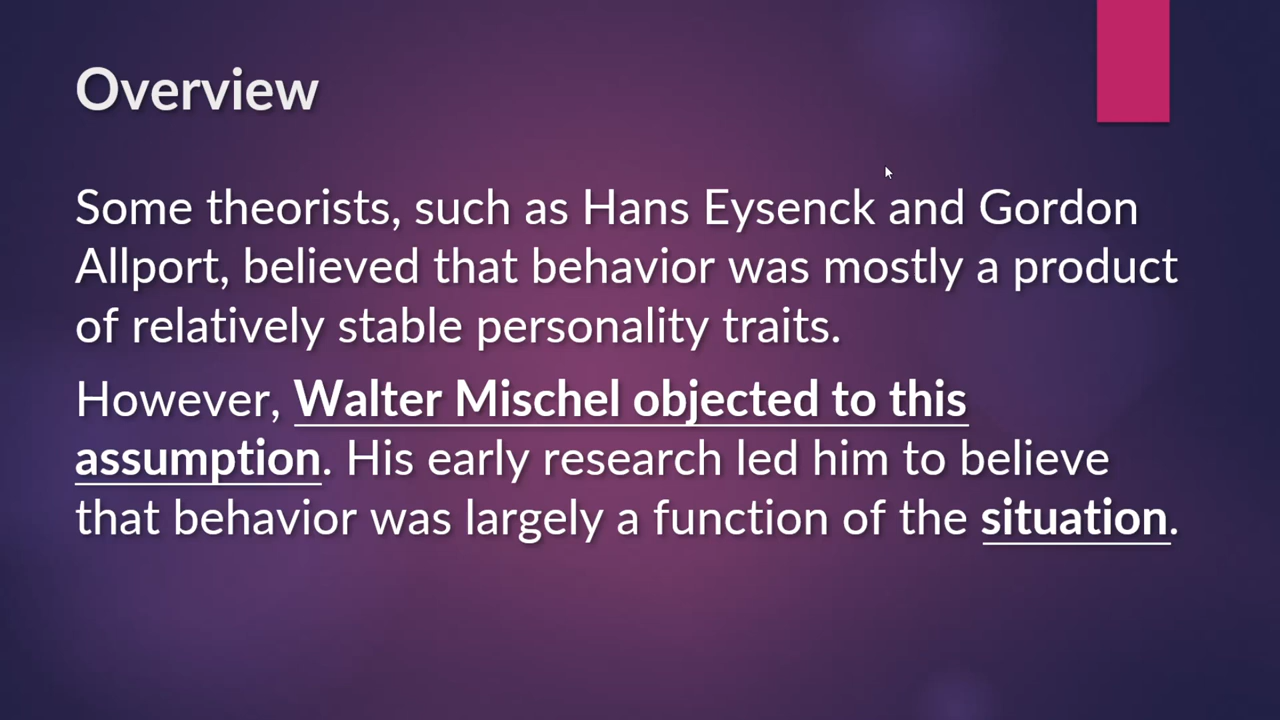 Overview
Some theorists, such as Hans Eysenck and Gordon
Allport, believed that behavior was mostly a product
of relatively stable personality traits.
However, Walter Mischel objected to this
assumption. His early research led him to believe
that behavior was largely a function of the situation.